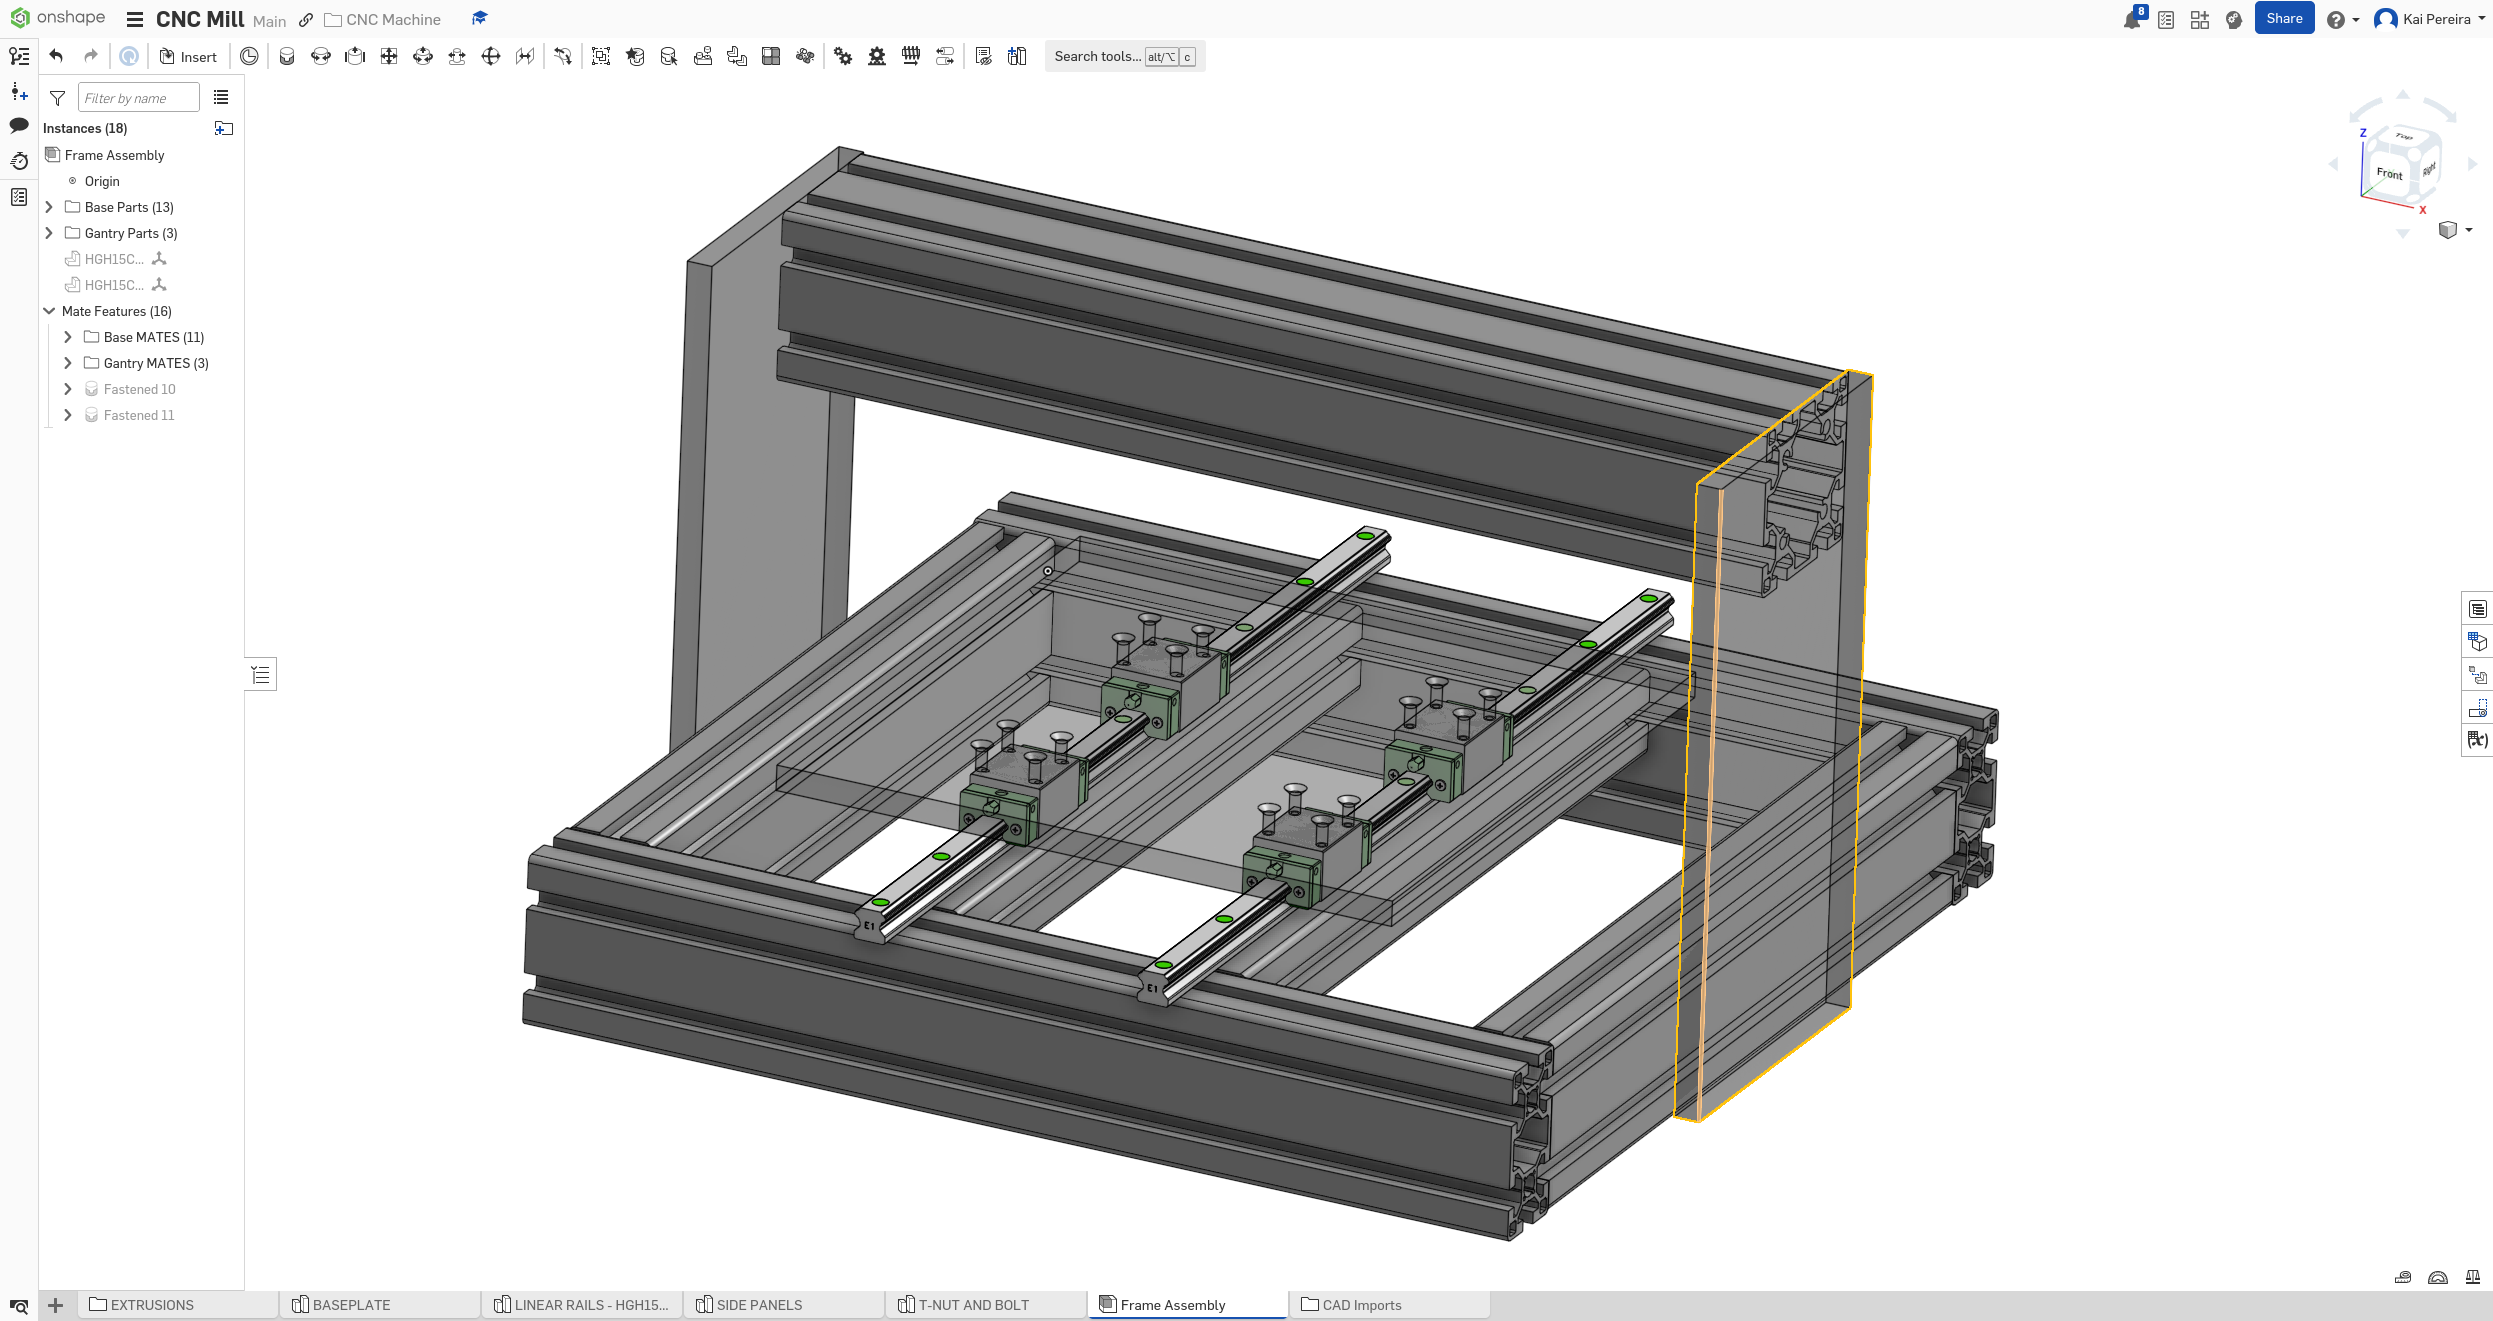 onshape
CNC Mill Main CNC Machine
8
Share
Kai Pereira
Insert
Search tools... alt/⌥ c
Filter by name
Instances (18)
Frame Assembly
Origin
Base Parts (13)
Gantry Parts (3)
HGH15C...
HGH15C...
Mate Features (16)
Base MATES (11)
Gantry MATES (3)
Fastened 10
Fastened 11
Z
Top
Front
Right
X
E1
E1
EXTRUSIONS
BASEPLATE
LINEAR RAILS - HGH15...
SIDE PANELS
T-NUT AND BOLT
Frame Assembly
CAD Imports